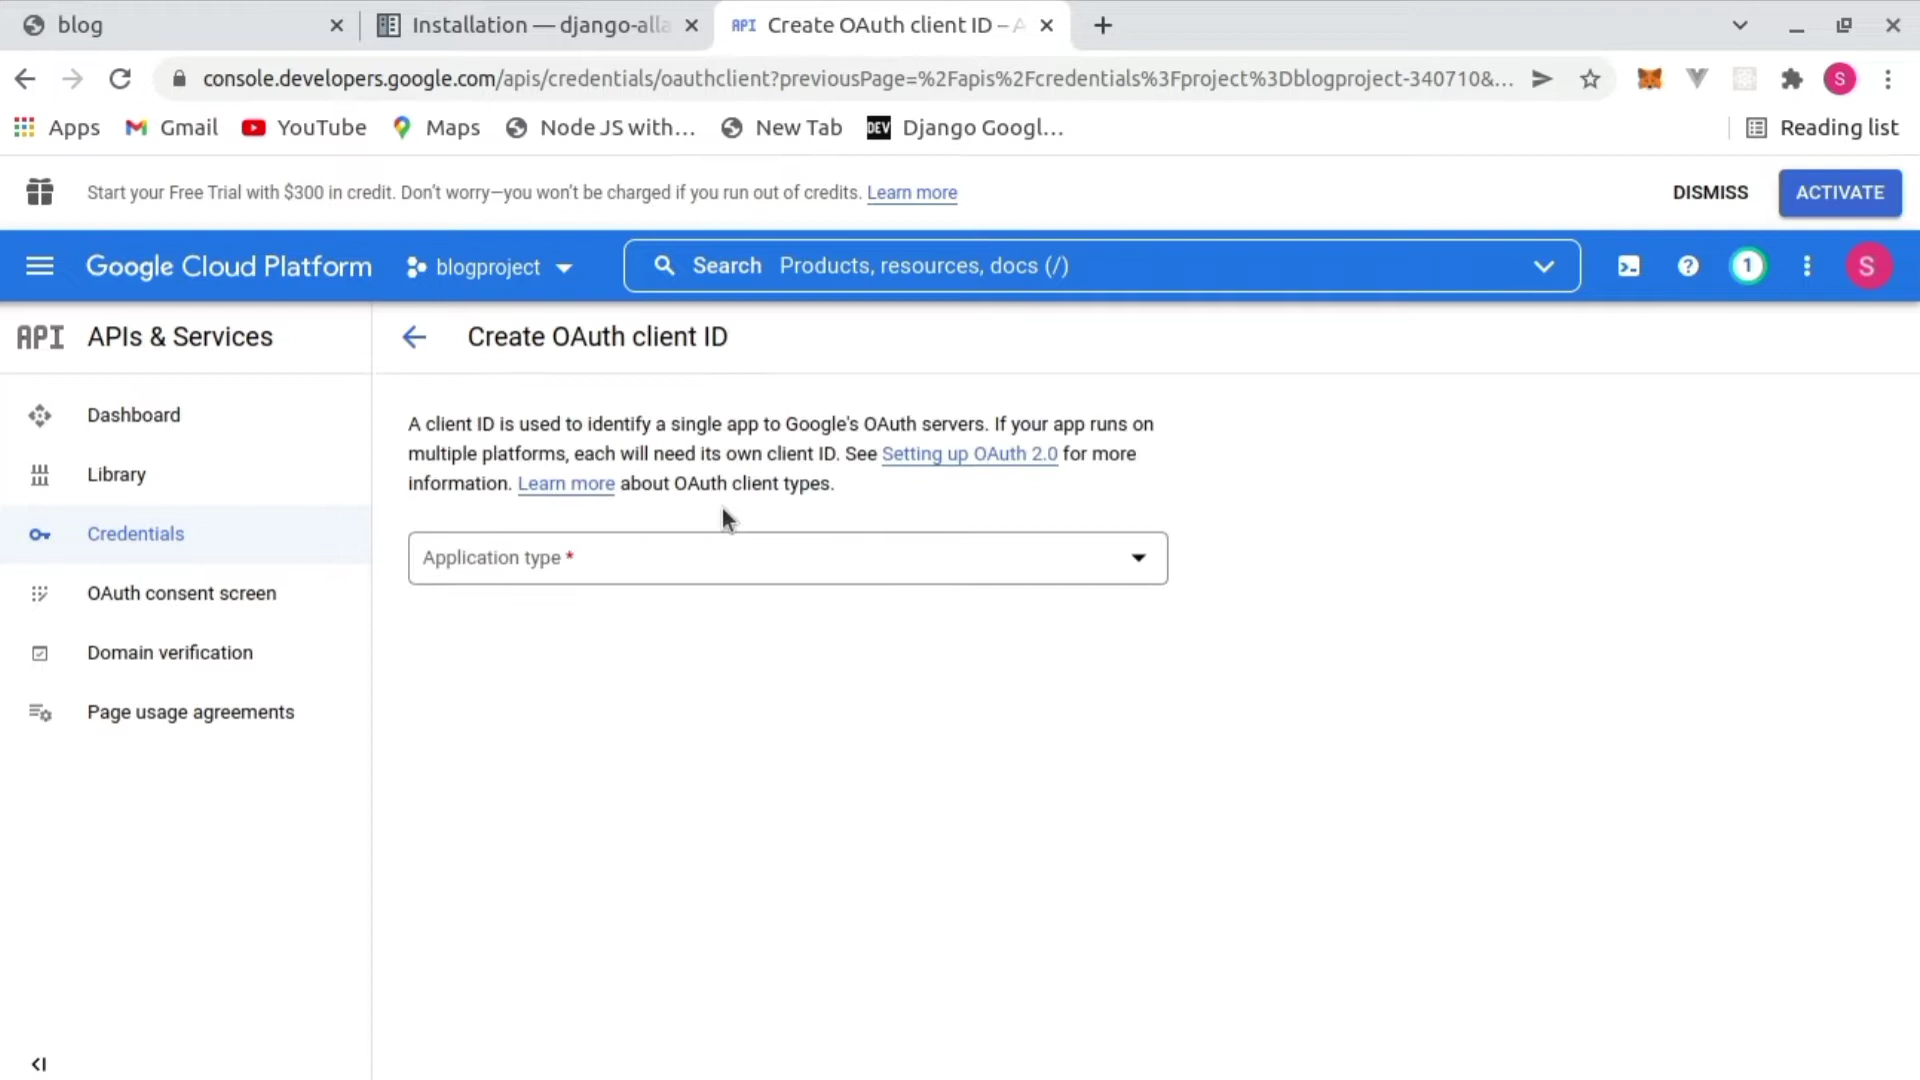 blog
Installation — django-alla
API Create OAuth client ID – A
console.developers.google.com/apis/credentials/oauthclient?previousPage=%2Fapis%2Fcredentials%3Fproject%3Dblogproject-340710&...
S
Apps
Gmail
YouTube
Maps
Node JS with...
New Tab
DEV Django Googl...
Reading list
Start your Free Trial with $300 in credit. Don't worry—you won't be charged if you run out of credits. Learn more
DISMISS
ACTIVATE
Google Cloud Platform
blogproject
Search Products, resources, docs (/)
1
S
API APIs & Services
Create OAuth client ID
Dashboard
Library
Credentials
OAuth consent screen
Domain verification
Page usage agreements
A client ID is used to identify a single app to Google's OAuth servers. If your app runs on
multiple platforms, each will need its own client ID. See Setting up OAuth 2.0 for more
information. Learn more about OAuth client types.
Application type *